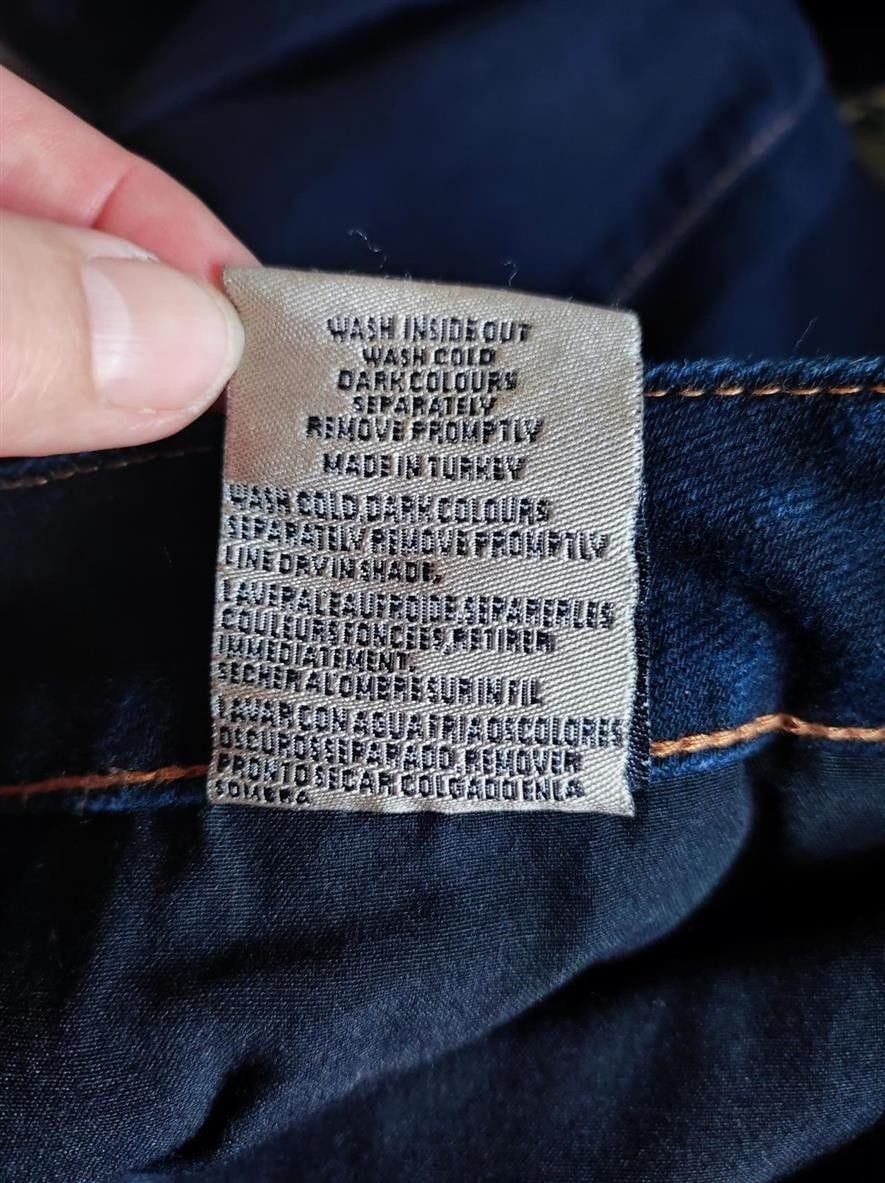 WASH INSIDE OUT
WASH COLD
DARK COLOURS
SEPARATELY
REMOVE PROMPTLY
MADE IN TURKEY
WASH COLD,DARK COLOURS
SEPARATELY REMOVE PROMPTLY
LINE DRY IN SHADE,
LAVER A L EAU FROIDE,SEPARER LES
COULEURS FONCEES,RETIRER
IMMEDIATEMENT.
SECHER A L OMBRE SUR IN FIL
LAVAR CON AGUA FRIA OS COLORES
OSCUROS SEPARADO, REMOVER
PRONTO SECAR COLGADO EN LA
SOMBRA